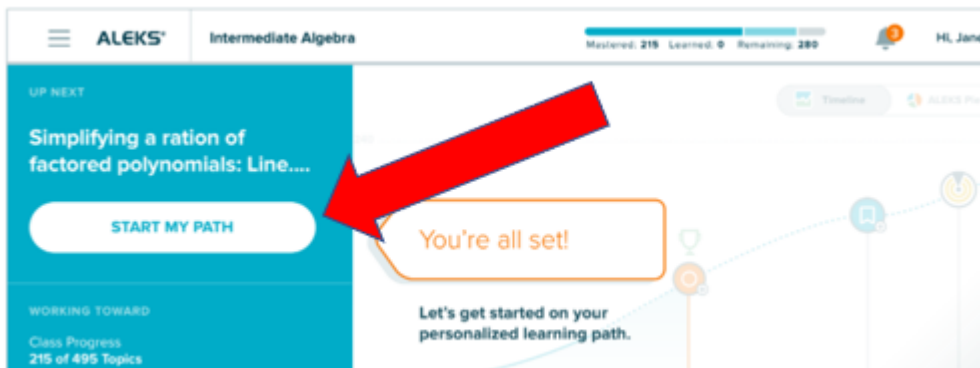 ALEKS®
Intermediate Algebra
Mastered: 215 Learned: 0 Remaining: 280
3
Hi, Jane
UP NEXT
Simplifying a ration of
factored polynomials: Line....
START MY PATH
Timeline
ALEKS Pie
You're all set!
Let's get started on your
personalized learning path.
WORKING TOWARD
Class Progress
215 of 495 Topics